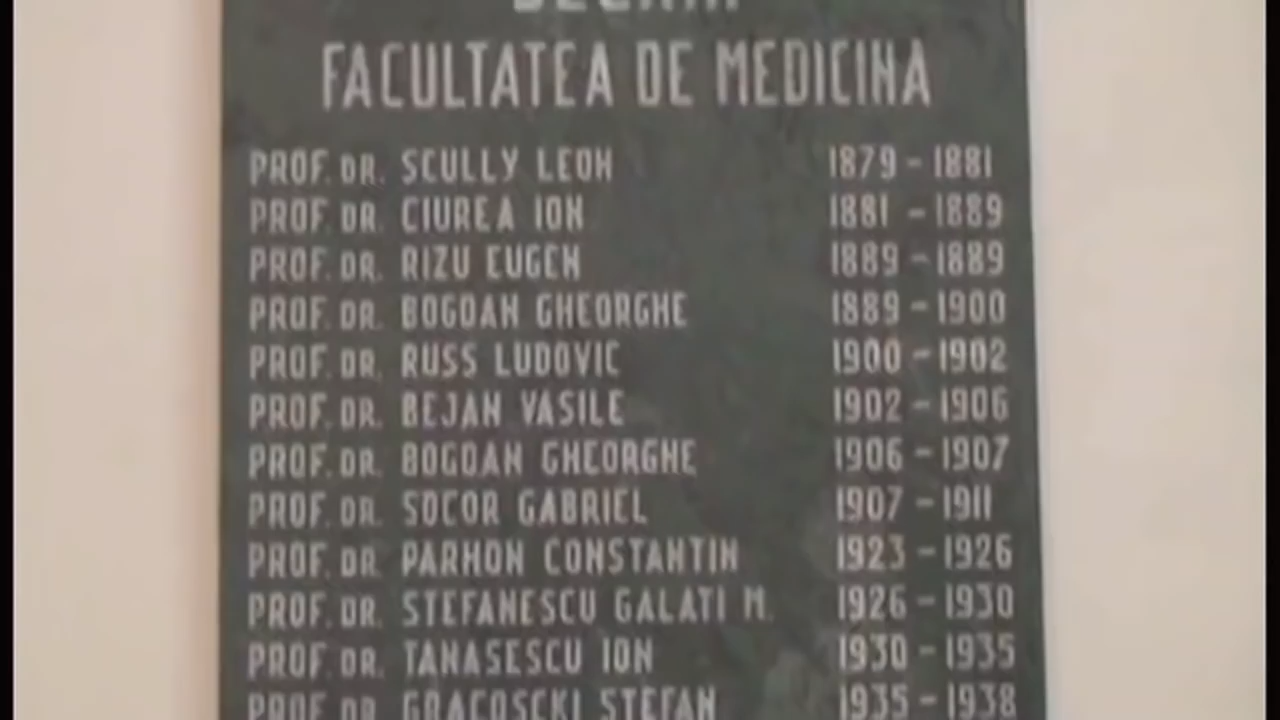 FACULTATEA DE MEDICINA
PROF. DR. SCULLY LEON 1879 - 1881
PROF. DR. CIUREA ION 1881 - 1889
PROF. DR. RIZU EUGEN 1889 - 1889
PROF. DR. BOGDAN GHEORGHE 1889 - 1900
PROF. DR. RUSS LUDOVIC 1900 - 1902
PROF. DR. BEJAN VASILE 1902 - 1906
PROF. DR. BOGDAN GHEORGHE 1906 - 1907
PROF. DR. SOCOR GABRIEL 1907 - 1911
PROF. DR. PARHON CONSTANTIN 1923 - 1926
PROF. DR. STEFANESCU GALATI M. 1926 - 1930
PROF. DR. TANASESCU ION 1930 - 1935
PROF. DR. STEFAN 1935 - 1938